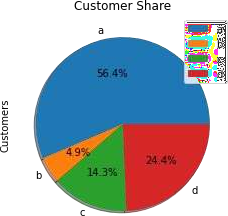 Customer Share
a
56.4%
4.9%
14.3%
24.4%
b
c
d
Customers